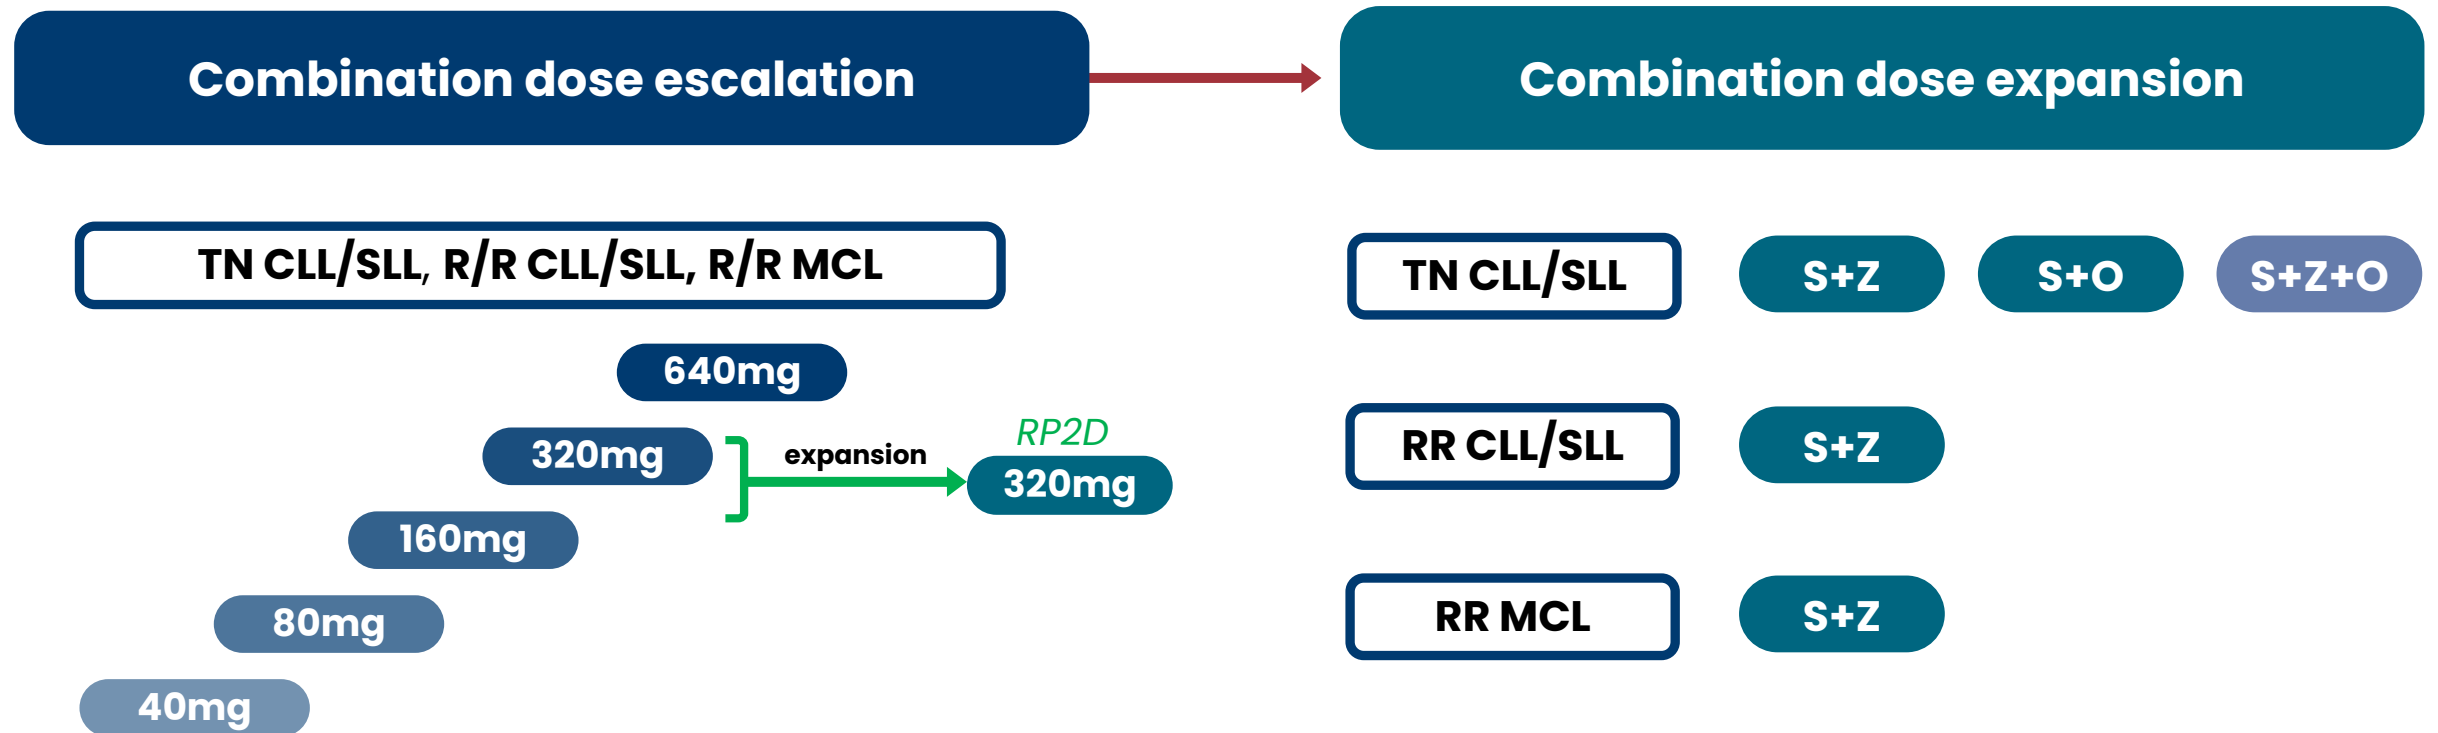 Combination dose escalation
Combination dose expansion
TN CLL/SLL, R/R CLL/SLL, R/R MCL
640mg
320mg
expansion
RP2D
320mg
160mg
80mg
40mg
TN CLL/SLL
S+Z
S+O
S+Z+O
RR CLL/SLL
S+Z
RR MCL
S+Z